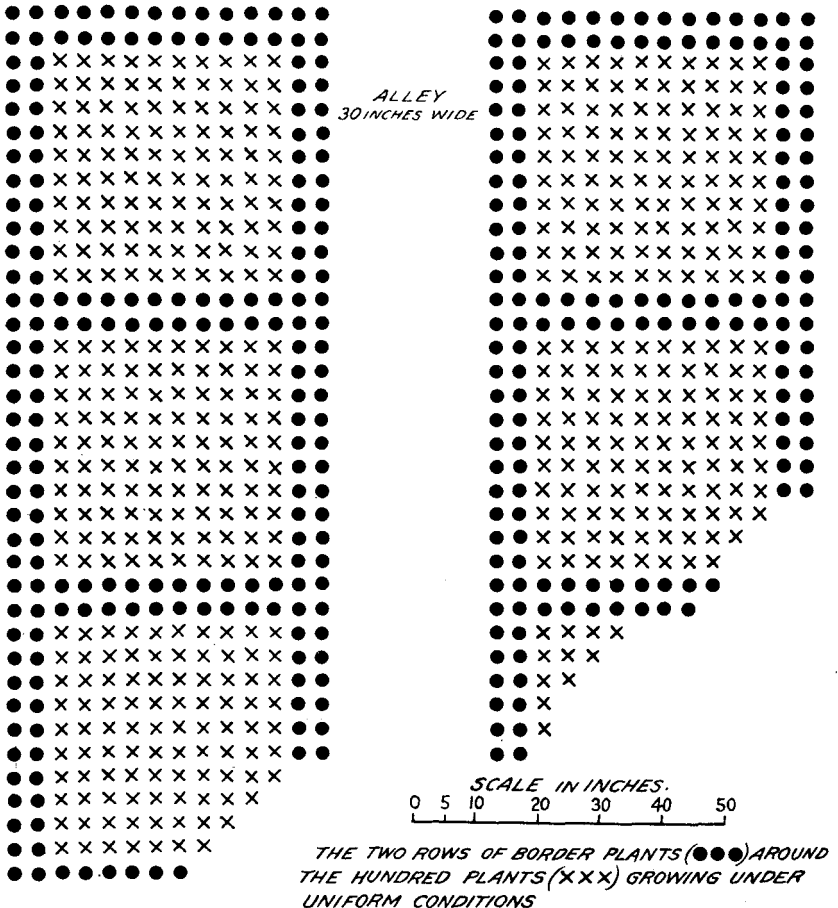 ALLEY
30 INCHES WIDE
SCALE IN INCHES.
0 5 10 20 30 40 50
THE TWO ROWS OF BORDER PLANTS (●●●) AROUND
THE HUNDRED PLANTS (XXX) GROWING UNDER
UNIFORM CONDITIONS